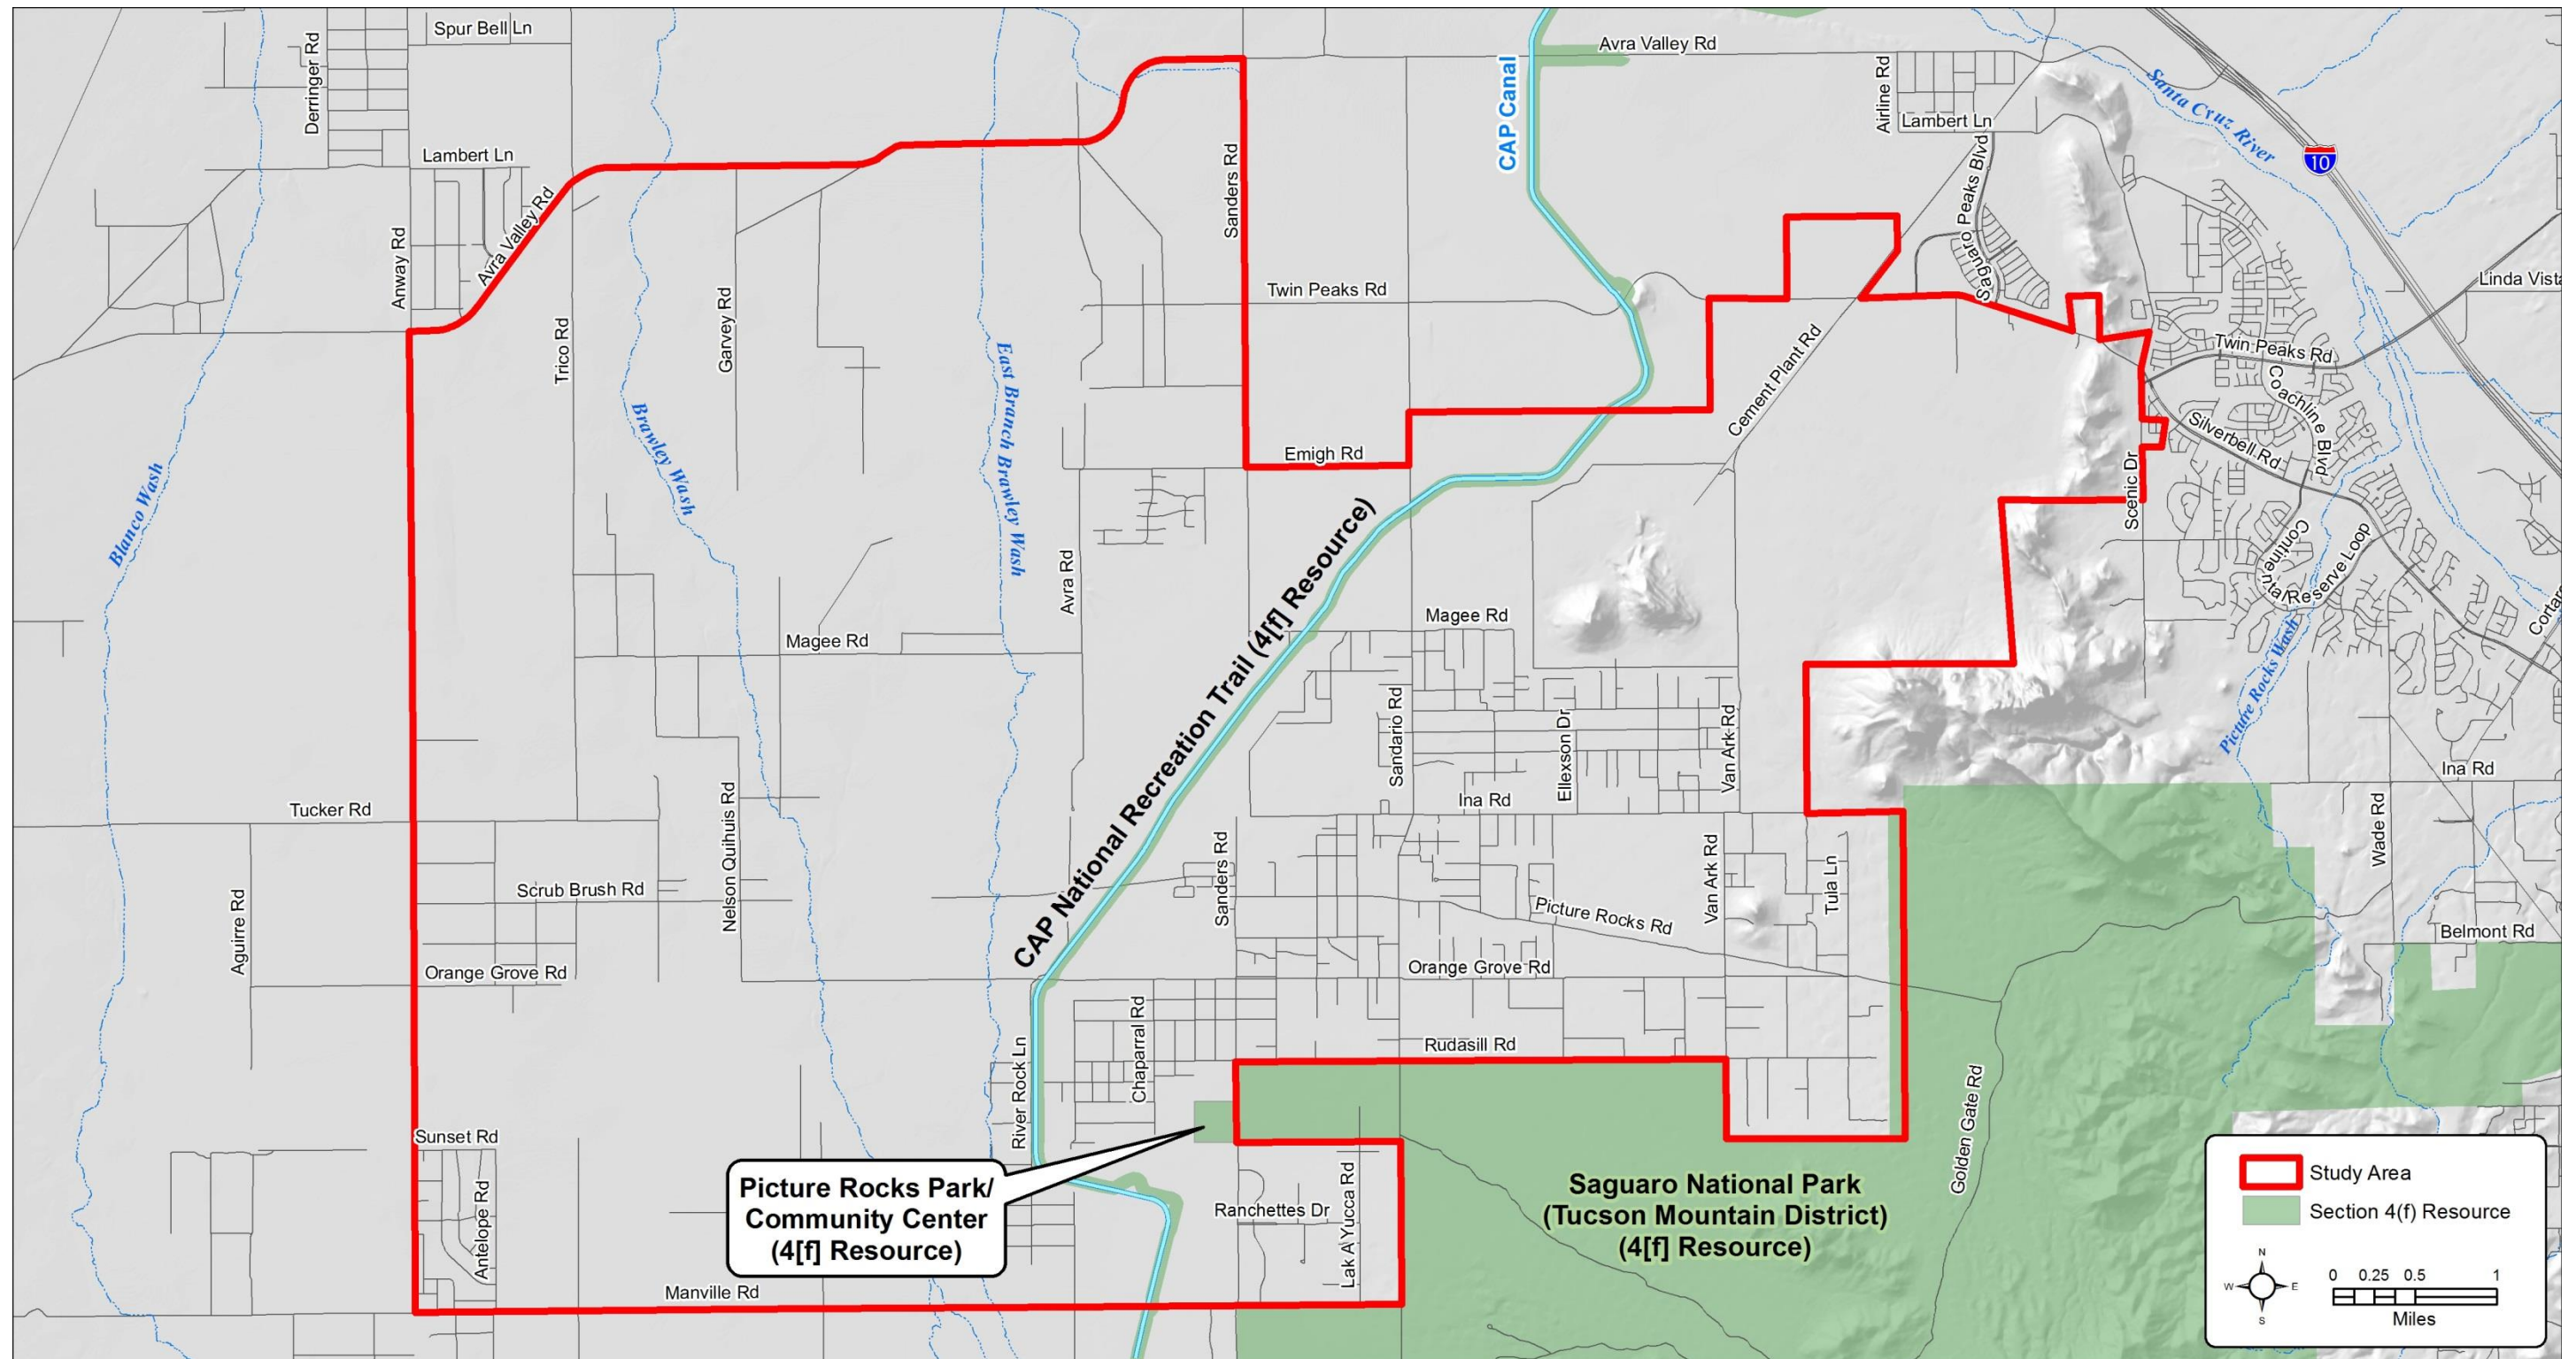 Spur Bell Ln
Derringer Rd
Avra Valley Rd
Airline Rd
Lambert Ln
Santa Cruz River
10
CAP Canal
Lambert Ln
Saguaro Peaks Blvd
Sanders Rd
Anway Rd
Avra Valley Rd
Linda Vista
Twin Peaks Rd
Garvey Rd
Trico Rd
East Branch Brawley Wash
Cement Plant Rd
Twin Peaks Rd
Coachline Blvd
Silverbell Rd
Brawley Wash
Emigh Rd
Scenic Dr
Blanco Wash
Continental Reserve Loop
Avra Rd
Cortaro
CAP National Recreation Trail (4[f] Resource)
Magee Rd
Magee Rd
Picture Rocks Wash
Sandario Rd
Ellexson Dr
Van Ark Rd
Ina Rd
Ina Rd
Tucker Rd
Nelson Quihuis Rd
Wade Rd
Sanders Rd
Van Ark Rd
Tula Ln
Scrub Brush Rd
Aguirre Rd
Picture Rocks Rd
Belmont Rd
Orange Grove Rd
Orange Grove Rd
Chaparral Rd
River Rock Ln
Rudasill Rd
Golden Gate Rd
Sunset Rd
Antelope Rd
Picture Rocks Park/
Community Center
(4[f] Resource)
Ranchettes Dr
Lak A Yucca Rd
Saguaro National Park
(Tucson Mountain District)
(4[f] Resource)
Manville Rd
Study Area
Section 4(f) Resource
N
W
E
S
0 0.25 0.5 1
Miles